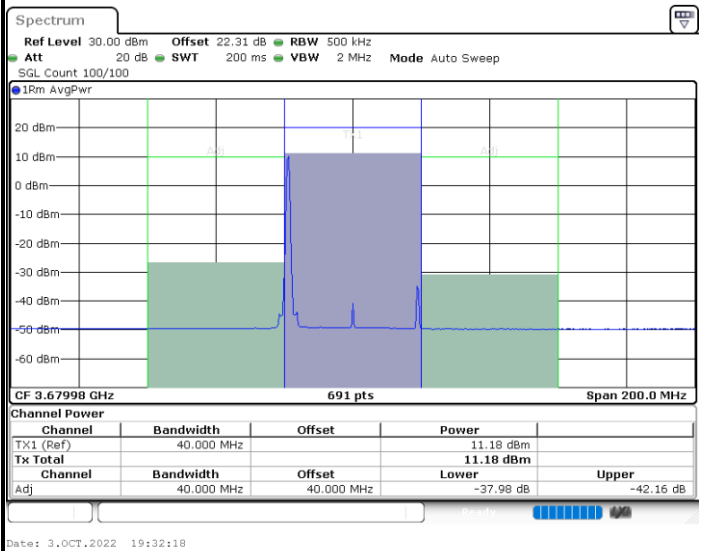 Spectrum
Ref Level 30.00 dBm Offset 22.31 dB RBW 500 kHz
Att 20 dB SWT 200 ms VBW 2 MHz Mode Auto Sweep
SGL Count 100/100
1Rm AvgPwr
20 dBm
TX1
10 dBm
Adj
Adj
0 dBm
-10 dBm
-20 dBm
-30 dBm
-40 dBm
-50 dBm
-60 dBm
CF 3.67998 GHz 691 pts Span 200.0 MHz
Channel Power
Channel Bandwidth Offset Power
TX1 (Ref) 40.000 MHz 11.18 dBm
Tx Total 11.18 dBm
Channel Bandwidth Offset Lower Upper
Adj 40.000 MHz 40.000 MHz -37.98 dB -42.16 dB
Ready
Date: 3.OCT.2022 19:32:18